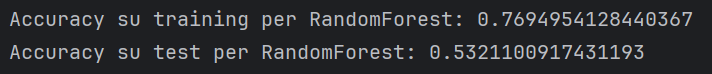 Accuracy su training per RandomForest: 0.7694954128440367
Accuracy su test per RandomForest: 0.5321100917431193